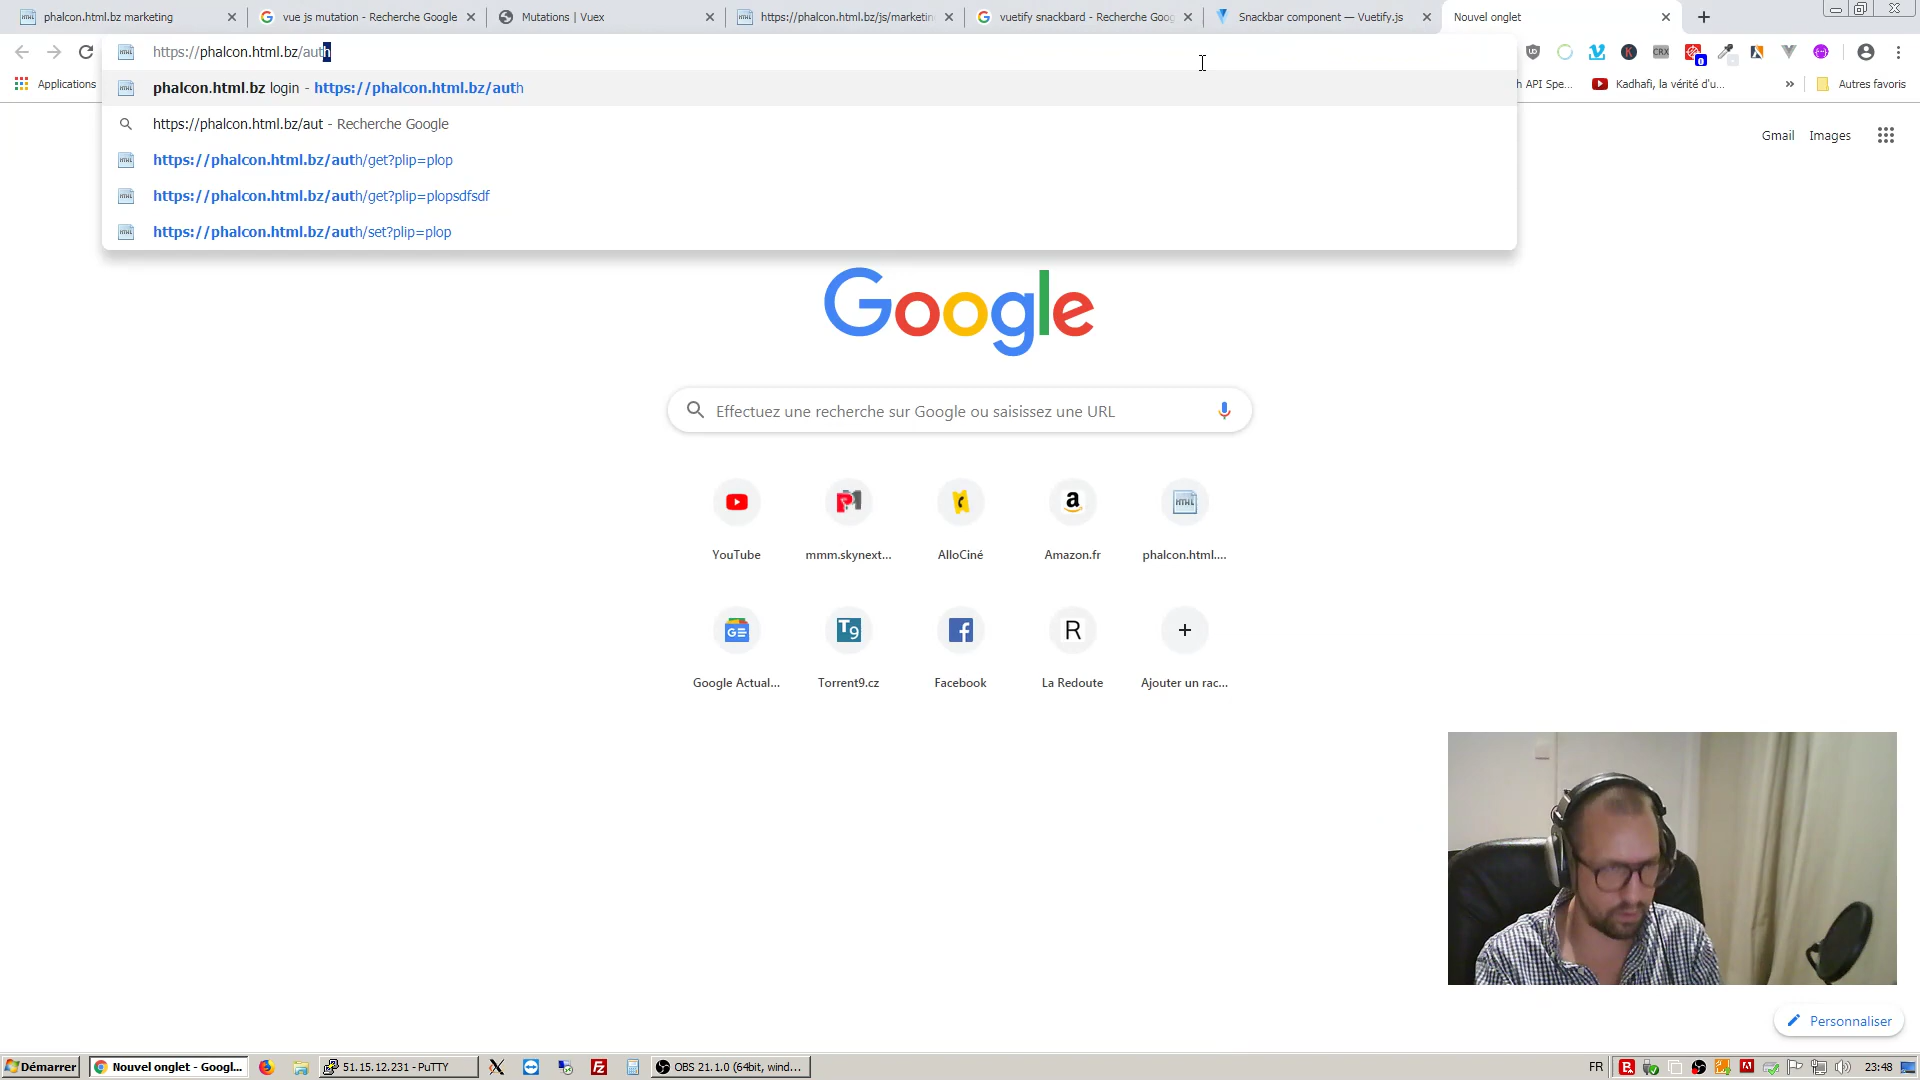 phalcon.html.bz marketing
vue js mutation - Recherche Google
Mutations | Vuex
https://phalcon.html.bz/js/marketin
vuetify snackbard - Recherche Goog
Snackbar component — Vuetify.js
Nouvel onglet
https://phalcon.html.bz/auth
phalcon.html.bz login - https://phalcon.html.bz/auth
https://phalcon.html.bz/aut - Recherche Google
https://phalcon.html.bz/auth/get?plip=plop
https://phalcon.html.bz/auth/get?plip=plopsdfsdf
https://phalcon.html.bz/auth/set?plip=plop
Applications
h API Spe...
Kadhafi, la vérité d'u...
»
Autres favoris
Gmail
Images
Google
Effectuez une recherche sur Google ou saisissez une URL
YouTube
mmm.skynext...
AlloCiné
Amazon.fr
phalcon.html....
Google Actual...
Torrent9.cz
Facebook
La Redoute
Ajouter un rac...
Personnaliser
Démarrer
Nouvel onglet - Googl...
51.15.12.231 - PuTTY
OBS 21.1.0 (64bit, wind...
FR
23:48